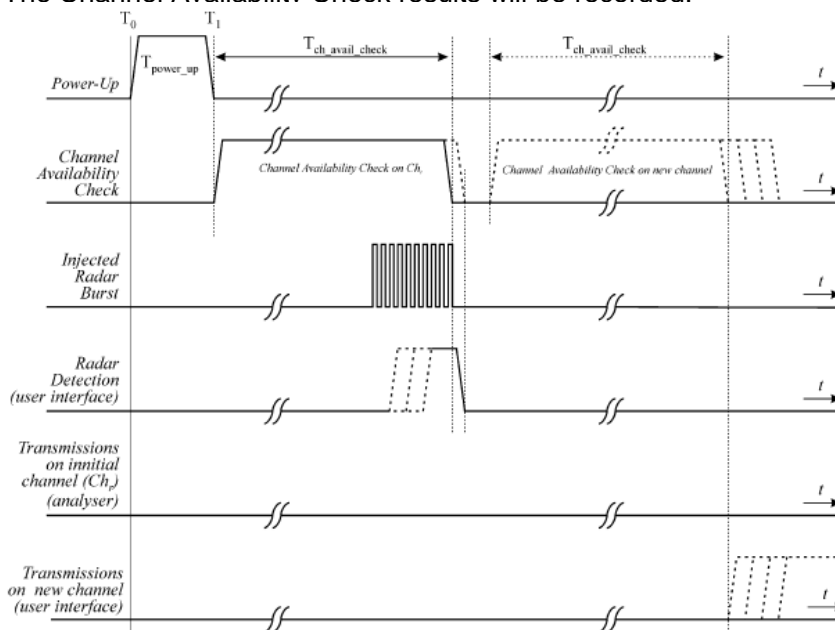 The Channel Availability Check results will be recorded.
T0 T1
Tpower_up
Tch_avail_check
Tch_avail_check
Power-Up
t
Channel
Availability
Check
Channel Availability Check on Chr
Channel Availability Check on new channel
t
Injected
Radar
Burst
t
Radar
Detection
(user interface)
t
Transmissions
on innitial
channel (Chr)
(analyser)
t
Transmissions
on new channel
(user interface)
t